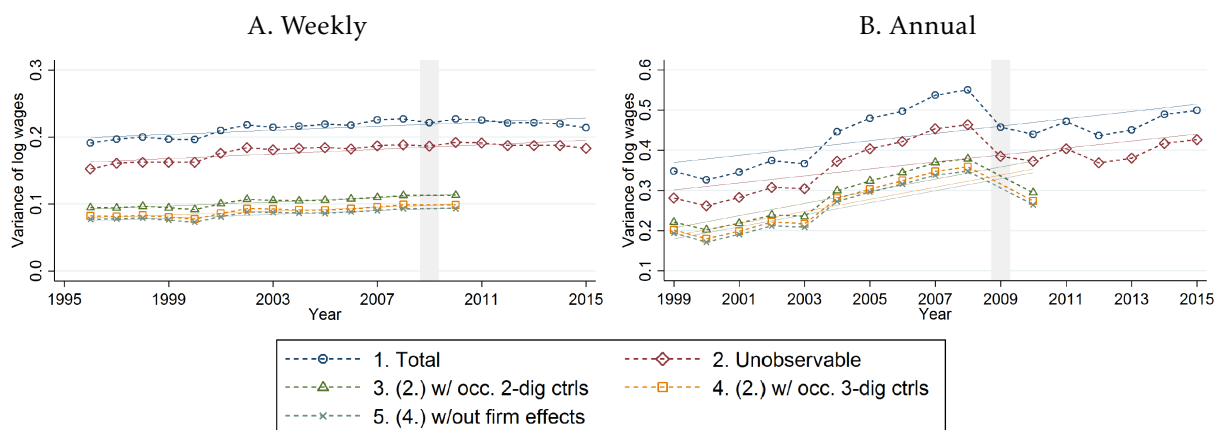 A. Weekly
B. Annual
Variance of log wages
0.3
0.2
0.1
0.0
1995
1999
2003
2007
2011
2015
Year
Variance of log wages
0.6
0.5
0.4
0.3
0.2
0.1
1999
2001
2003
2005
2007
2009
2011
2013
2015
Year
1. Total
2. Unobservable
3. (2.) w/ occ. 2-dig ctrls
4. (2.) w/ occ. 3-dig ctrls
5. (4.) w/out firm effects